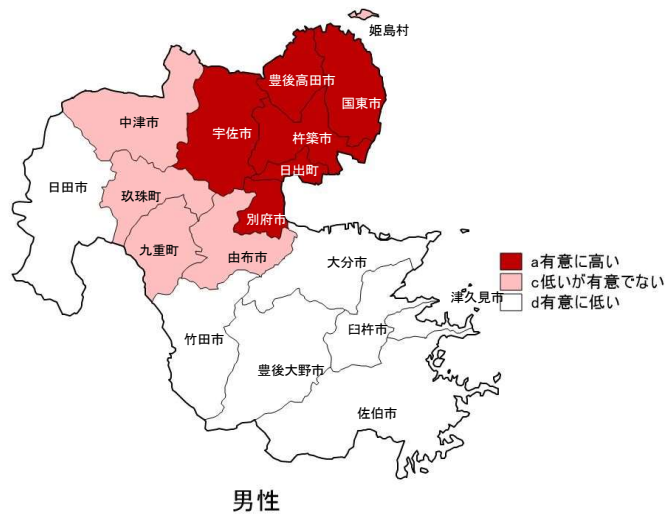 姫島村
豊後高田市
国東市
中津市
宇佐市
杵築市
日出町
日田市
玖珠町
別府市
九重町
由布市
大分市
a有意に高い
c低いが有意でない
d有意に低い
津久見市
臼杵市
竹田市
豊後大野市
佐伯市
男性